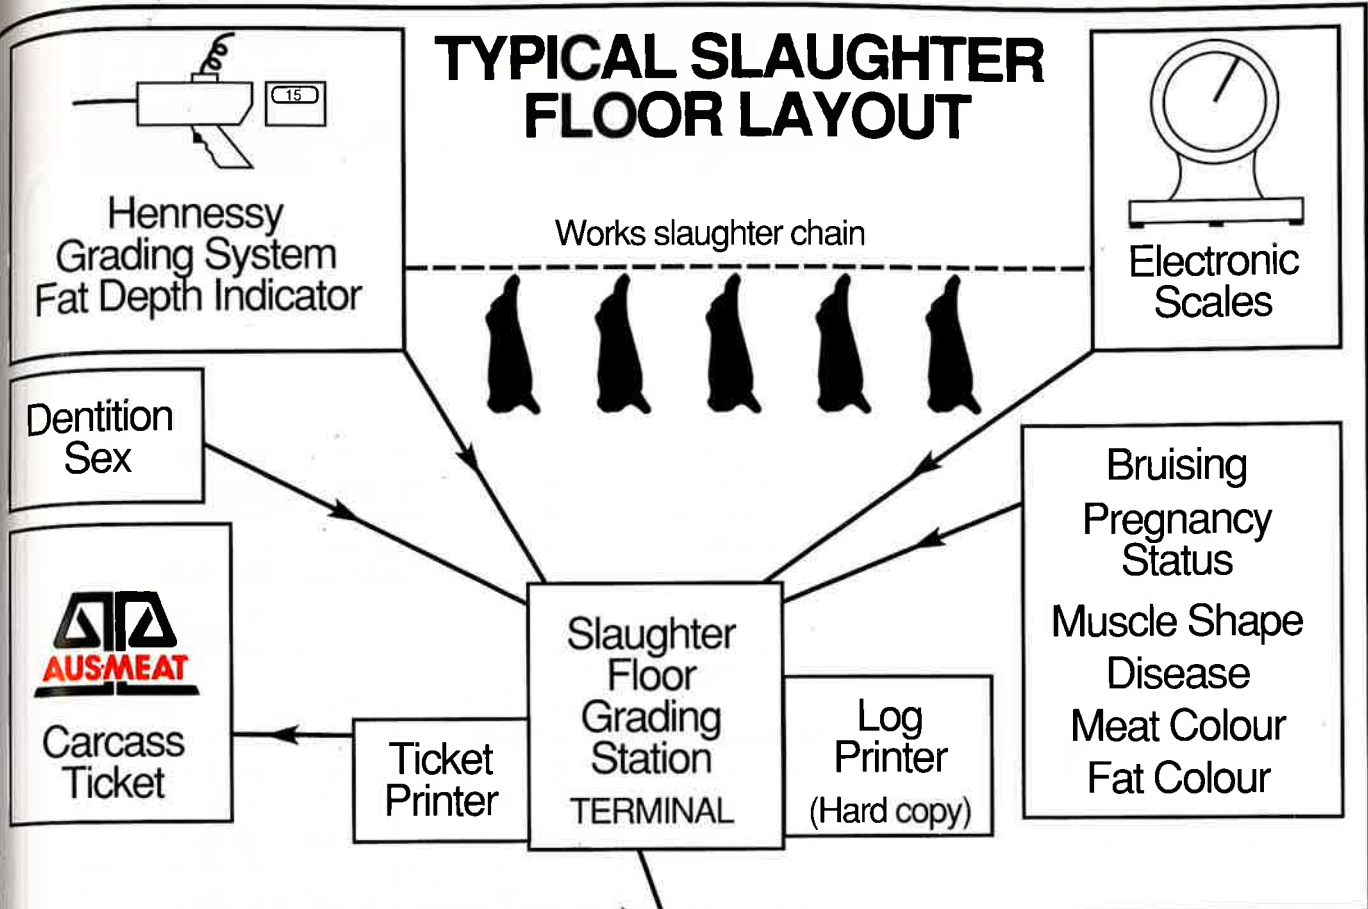 TYPICAL SLAUGHTER
FLOOR LAYOUT
15
Hennessy
Grading System
Fat Depth Indicator
Works slaughter chain
Electronic
Scales
Dentition
Sex
Bruising
Pregnancy
Status
Muscle Shape
Disease
Meat Colour
Fat Colour
AUS-MEAT
Carcass
Ticket
Ticket
Printer
Slaughter
Floor
Grading
Station
TERMINAL
Log
Printer
(Hard copy)